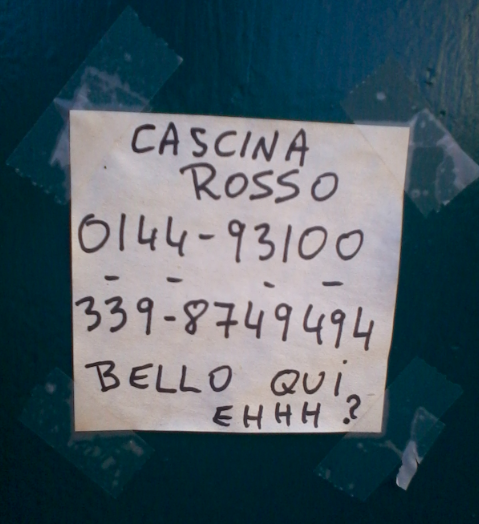 CASCINA
ROSSO
0144-93100
- - - -
339-8749494
BELLO QUI
EHHH?